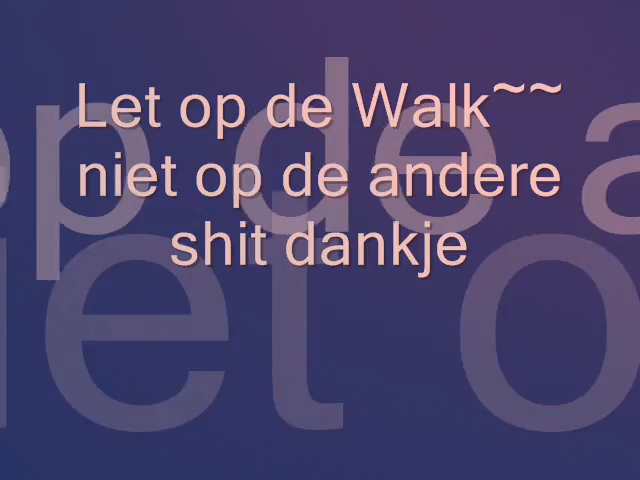 Let op de Walk~~
niet op de andere
shit dankje